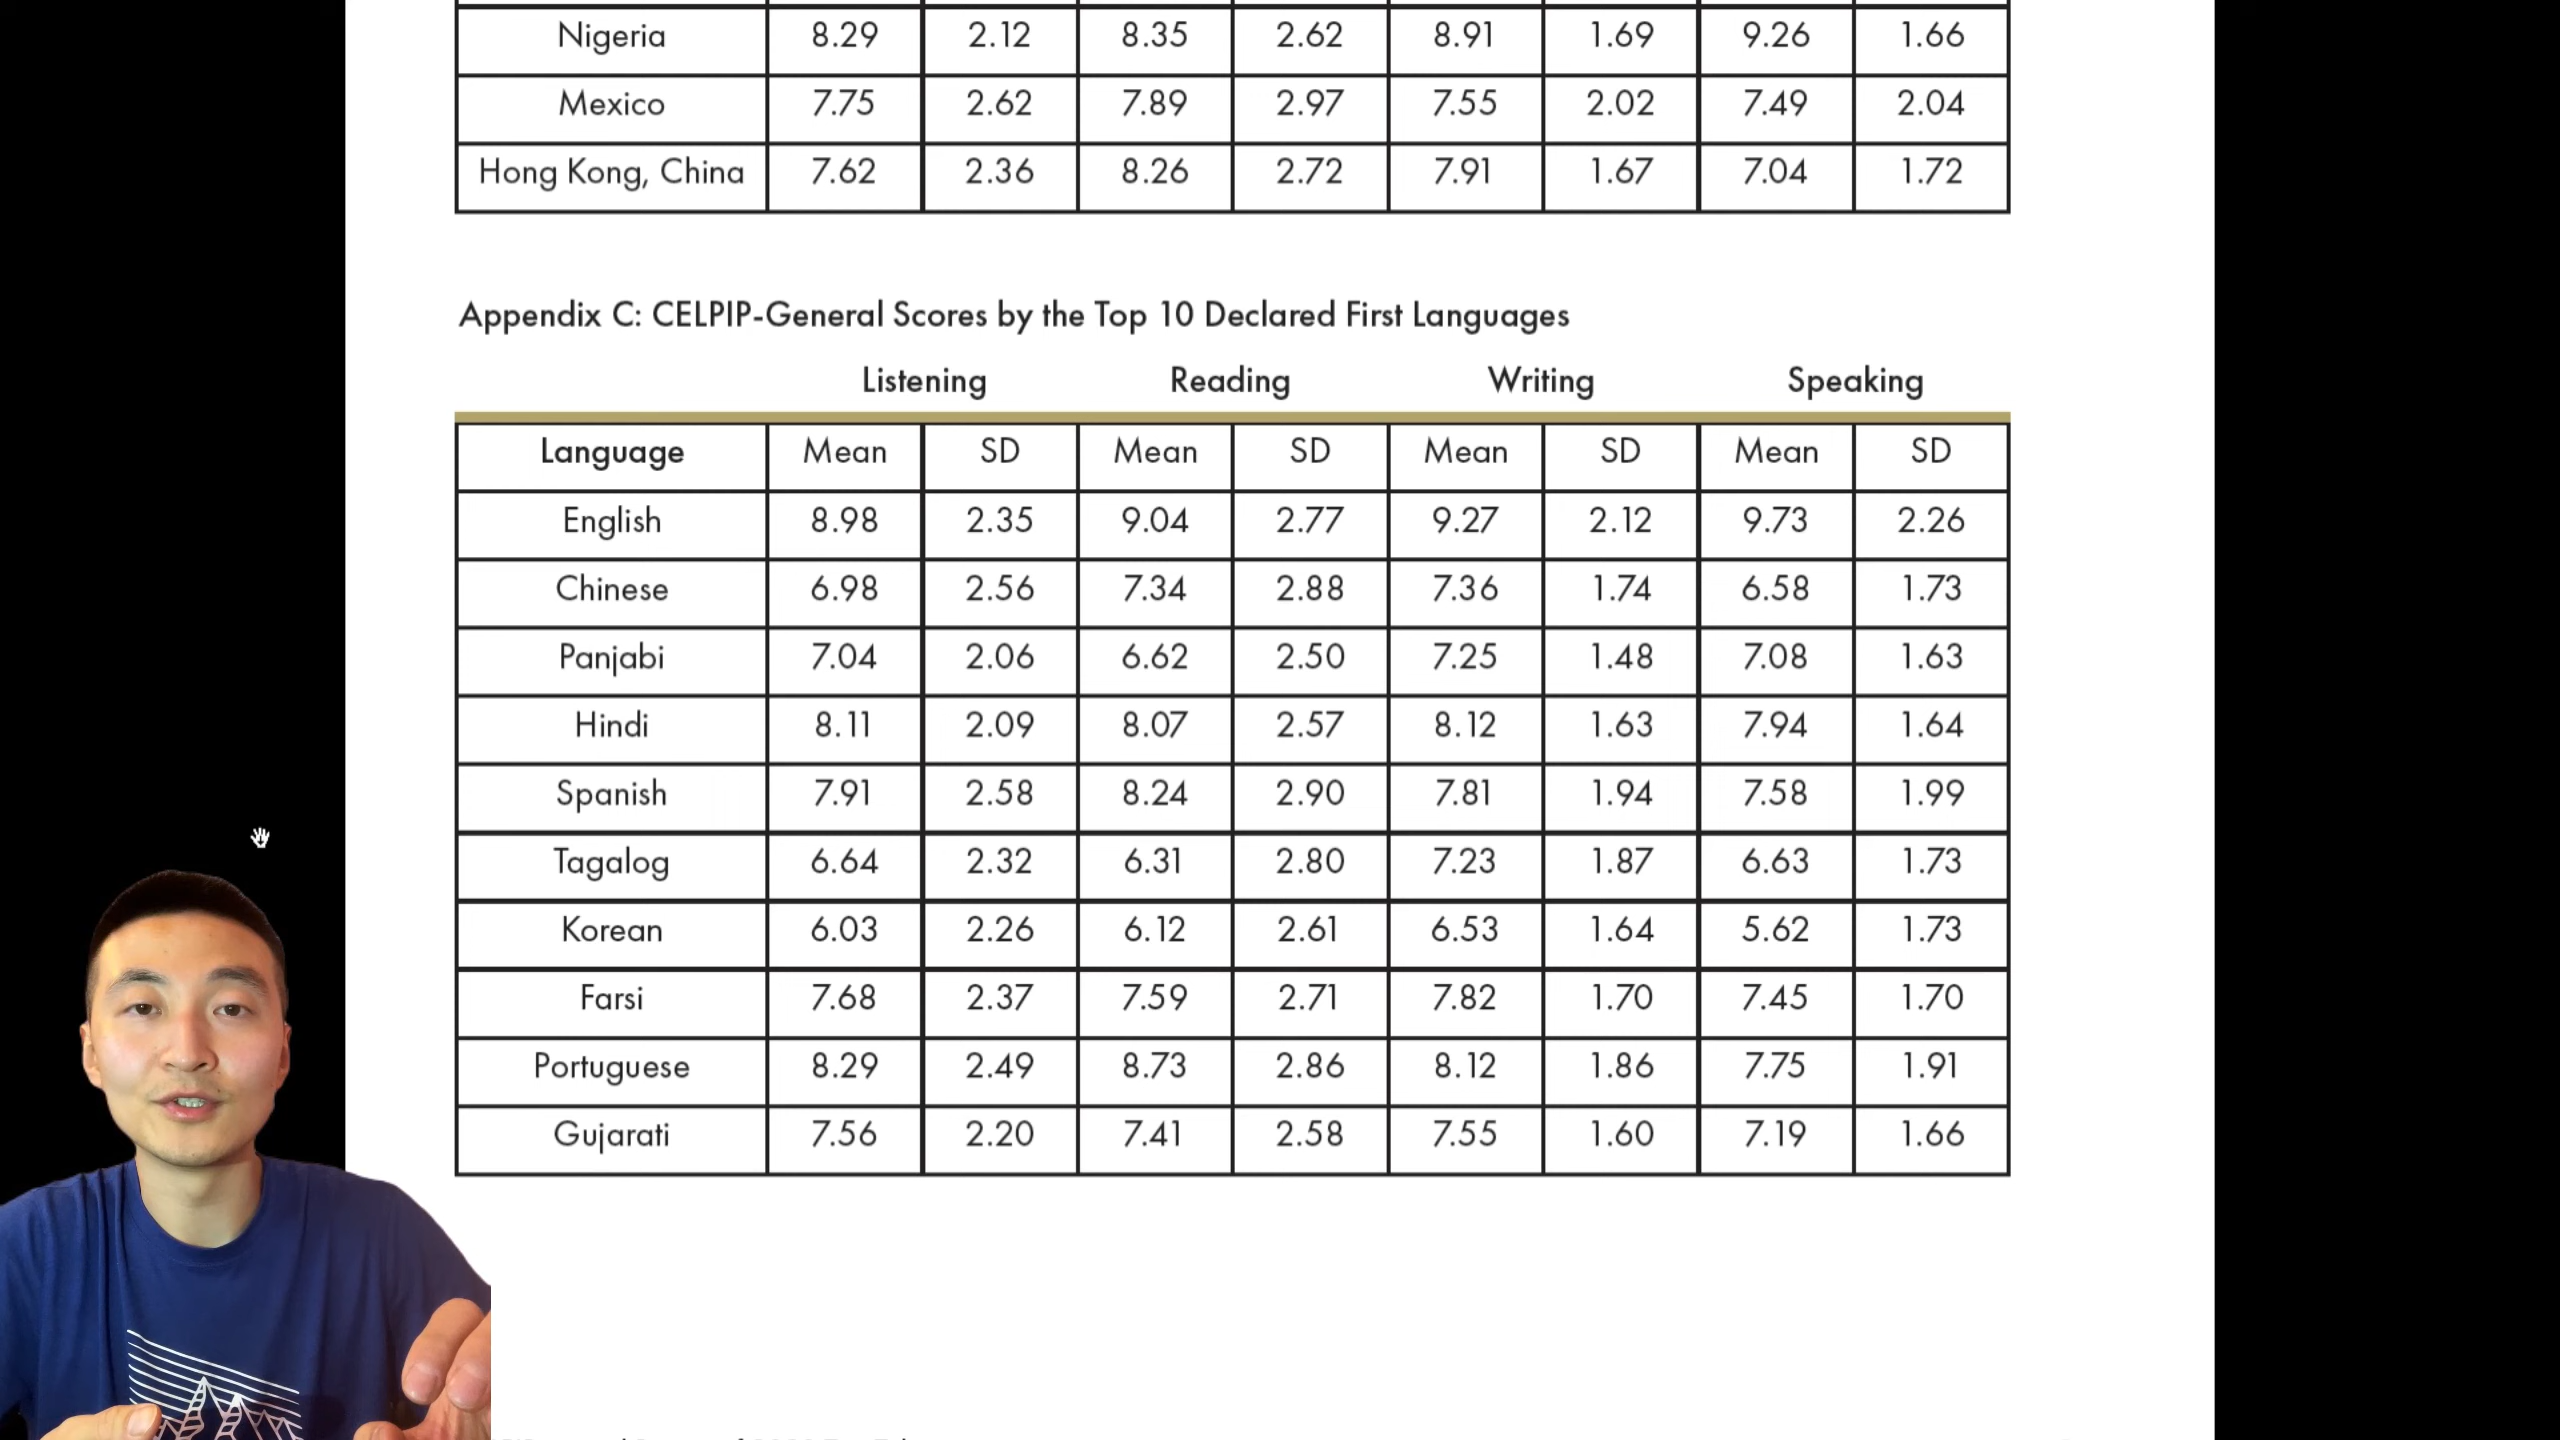 Nigeria 8.29 2.12 8.35 2.62 8.91 1.69 9.26 1.66
Mexico 7.75 2.62 7.89 2.97 7.55 2.02 7.49 2.04
Hong Kong, China 7.62 2.36 8.26 2.72 7.91 1.67 7.04 1.72
Appendix C: CELPIP-General Scores by the Top 10 Declared First Languages
Listening Reading Writing Speaking
Language Mean SD Mean SD Mean SD Mean SD
English 8.98 2.35 9.04 2.77 9.27 2.12 9.73 2.26
Chinese 6.98 2.56 7.34 2.88 7.36 1.74 6.58 1.73
Panjabi 7.04 2.06 6.62 2.50 7.25 1.48 7.08 1.63
Hindi 8.11 2.09 8.07 2.57 8.12 1.63 7.94 1.64
Spanish 7.91 2.58 8.24 2.90 7.81 1.94 7.58 1.99
Tagalog 6.64 2.32 6.31 2.80 7.23 1.87 6.63 1.73
Korean 6.03 2.26 6.12 2.61 6.53 1.64 5.62 1.73
Farsi 7.68 2.37 7.59 2.71 7.82 1.70 7.45 1.70
Portuguese 8.29 2.49 8.73 2.86 8.12 1.86 7.75 1.91
Gujarati 7.56 2.20 7.41 2.58 7.55 1.60 7.19 1.66